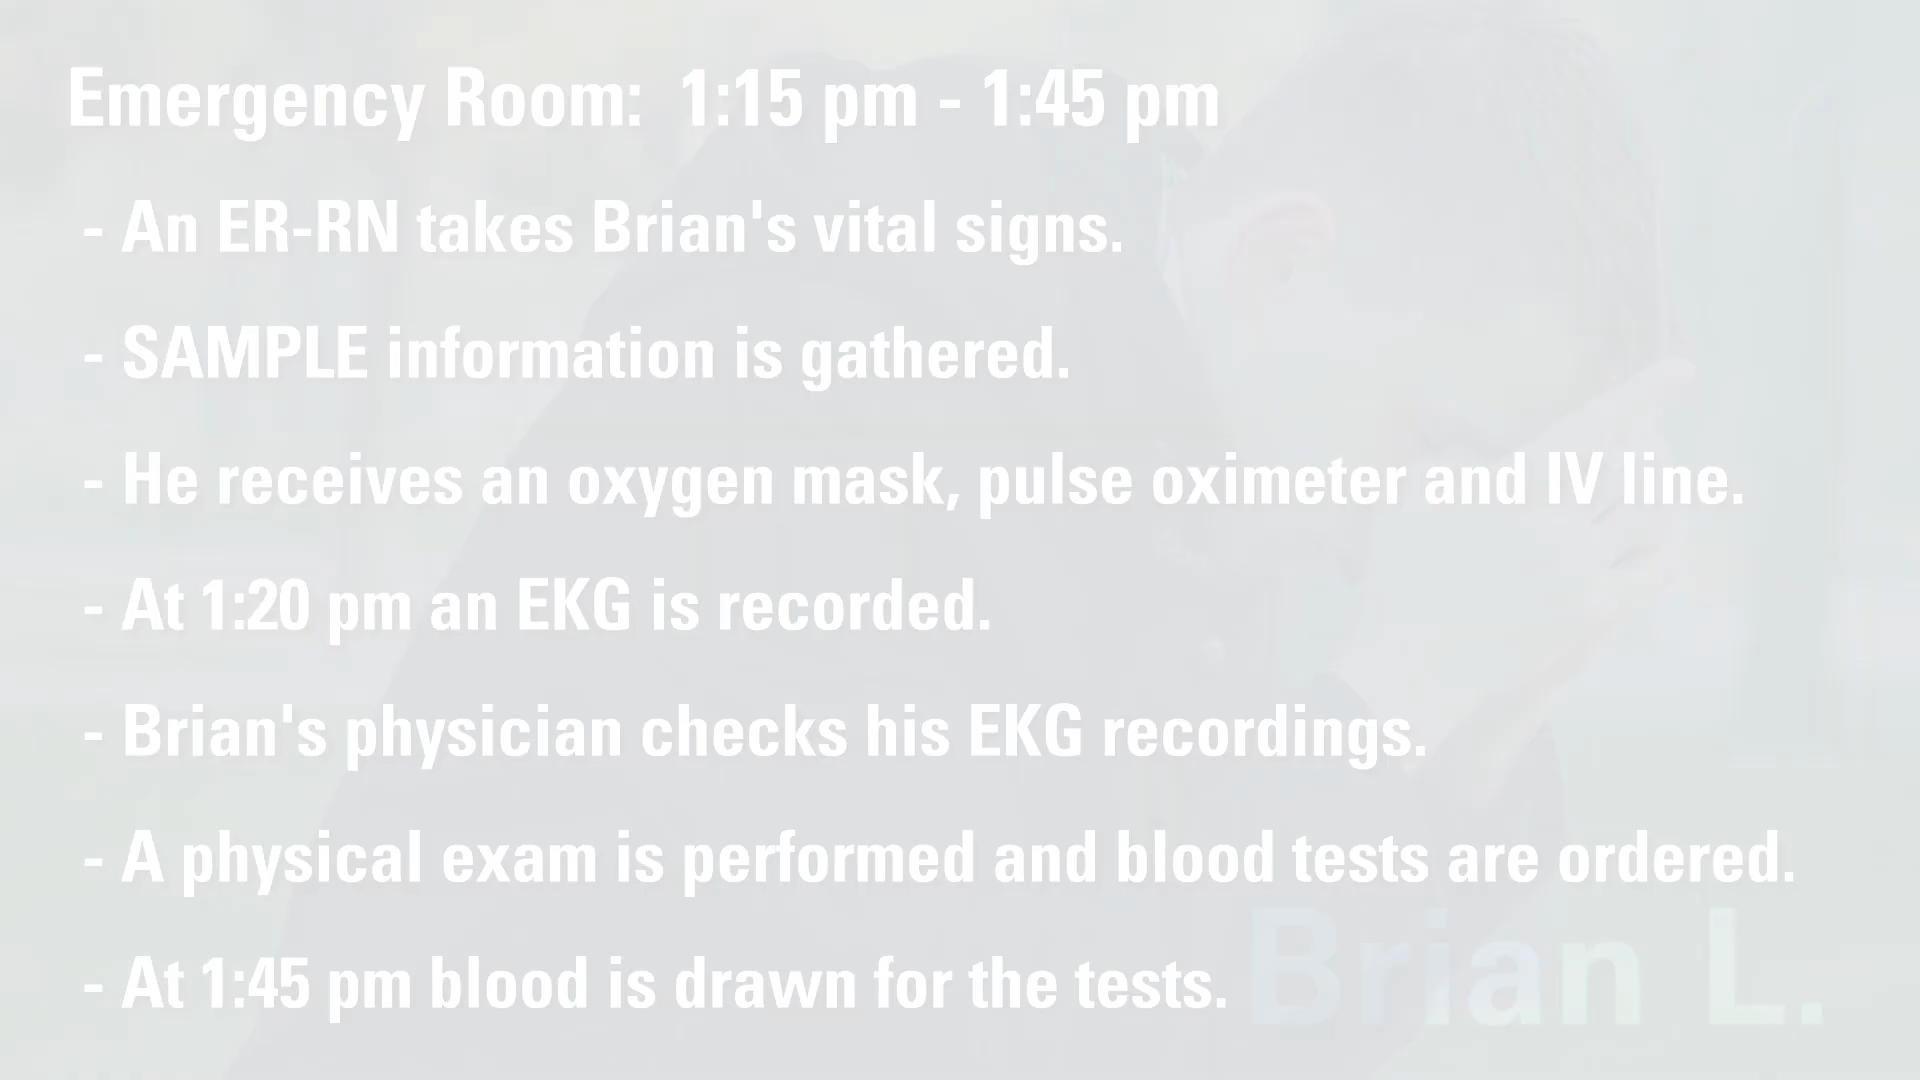 Emergency Room: 1:15 pm - 1:45 pm
- An ER-RN takes Brian's vital signs.
- SAMPLE information is gathered.
- He receives an oxygen mask, pulse oximeter and IV line.
- At 1:20 pm an EKG is recorded.
- Brian's physician checks his EKG recordings.
- A physical exam is performed and blood tests are ordered.
- At 1:45 pm blood is drawn for the tests.
Brian L.